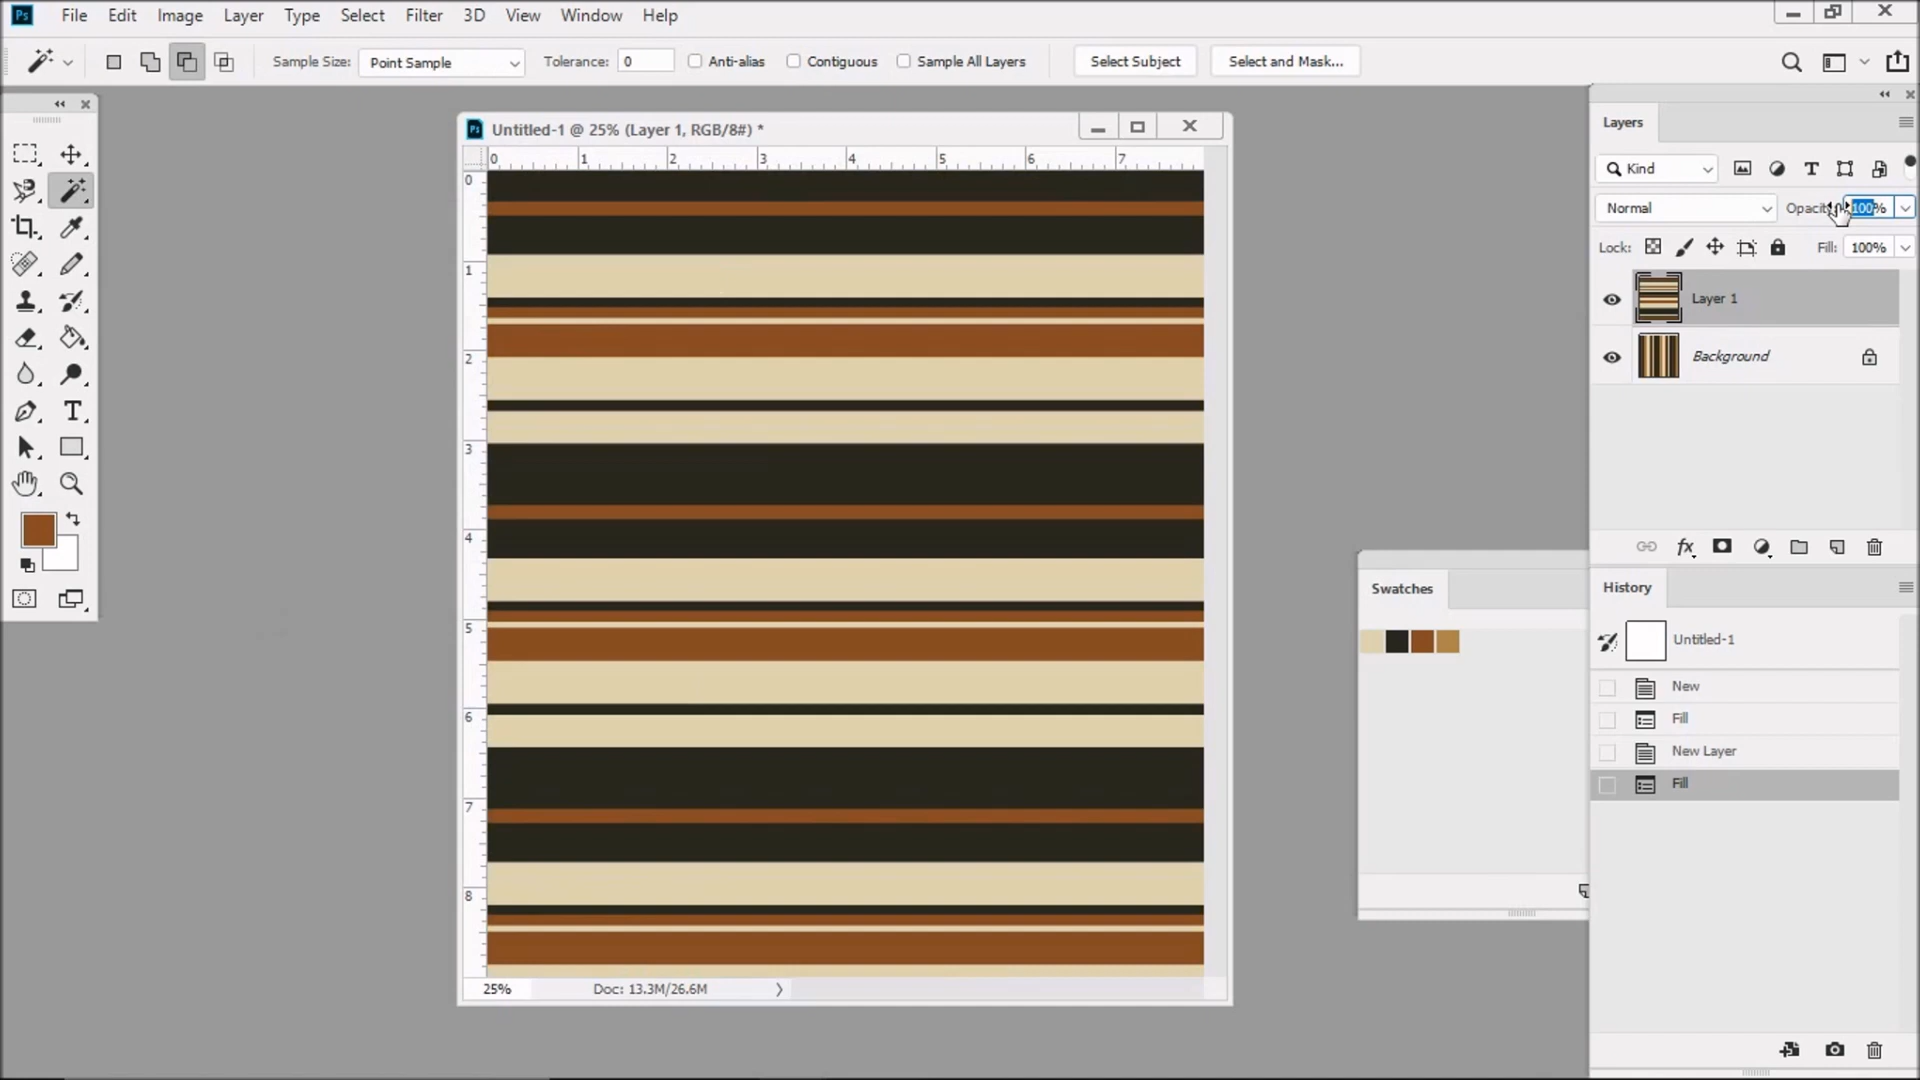 Ps File Edit Image Layer Type Select Filter 3D View Window Help
Sample Size: Point Sample Tolerance: 0 Anti-alias Contiguous Sample All Layers Select Subject Select and Mask...
Ps Untitled-1 @ 25% (Layer 1, RGB/8#) *
0 1 2 3 4 5 6 7
0
1
2
3
4
5
6
7
8
25% Doc: 13.3M/26.6M
T
Swatches
Layers
Kind T
Normal Opacity: 100%
Lock: Fill: 100%
Layer 1
Background
fx
History
Untitled-1
New
Fill
New Layer
Fill